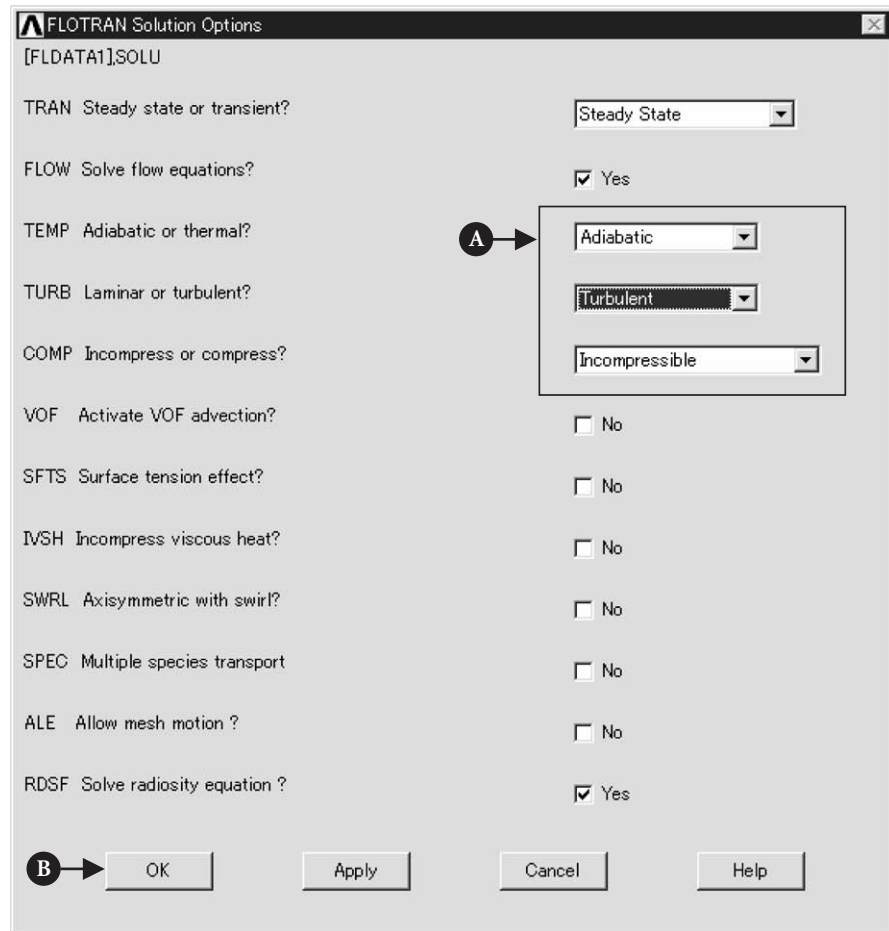 FLOTRAN Solution Options
[FLDATA1],SOLU
TRAN Steady state or transient? Steady State
FLOW Solve flow equations? Yes
TEMP Adiabatic or thermal? A Adiabatic
TURB Laminar or turbulent? Turbulent
COMP Incompress or compress? Incompressible
VOF Activate VOF advection? No
SFTS Surface tension effect? No
IVSH Incompress viscous heat? No
SWRL Axisymmetric with swirl? No
SPEC Multiple species transport No
ALE Allow mesh motion ? No
RDSF Solve radiosity equation ? Yes
B OK Apply Cancel Help